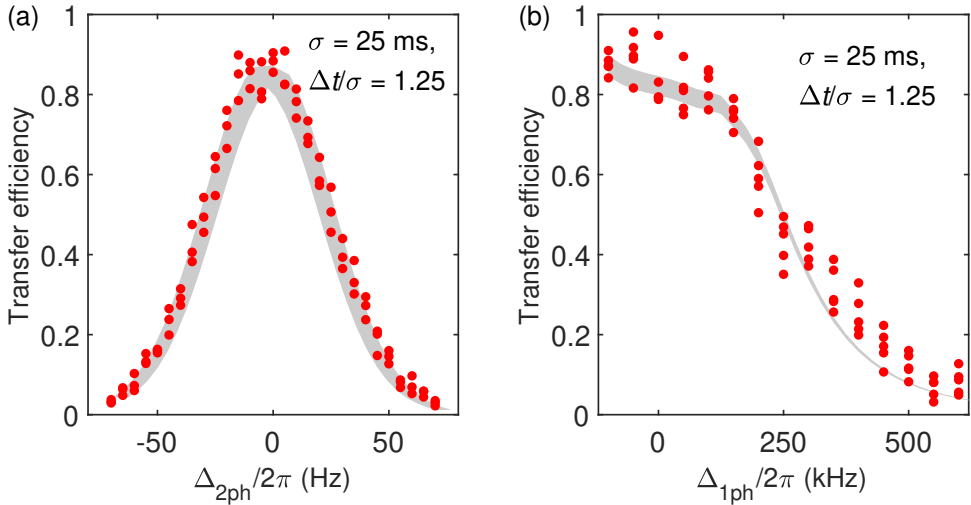 (a)
σ = 25 ms,
Δt/σ = 1.25
Transfer efficiency
1
0.8
0.6
0.4
0.2
0
-50
0
50
Δ2ph/2π (Hz)
(b)
σ = 25 ms,
Δt/σ = 1.25
Transfer efficiency
1
0.8
0.6
0.4
0.2
0
0
250
500
Δ1ph/2π (kHz)